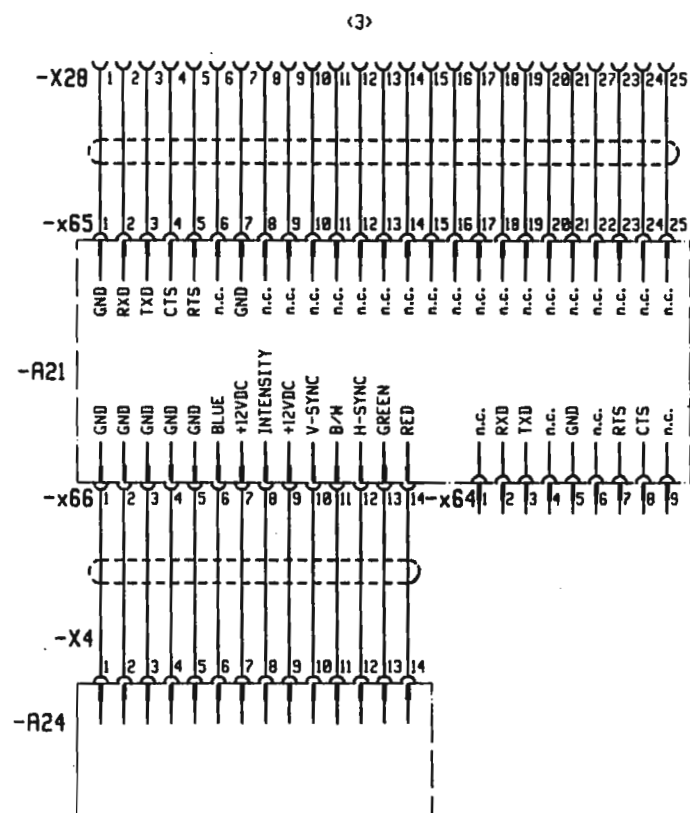 <3>
-X28 1 2 3 4 5 6 7 8 9 10 11 12 13 14 15 16 17 18 19 20 21 27 23 24 25
-x65 1 2 3 4 5 6 7 8 9 10 11 12 13 14 15 16 17 18 19 20 21 22 23 24 25
GND RXD TXD CTS RTS n.c. GND n.c. n.c. n.c. n.c. n.c. n.c. n.c. n.c. n.c. n.c. n.c. n.c. n.c. n.c. n.c. n.c. n.c. n.c.
-A21
GND GND GND GND GND BLUE +12VDC INTENSITY +12VDC V-SYNC B/W H-SYNC GREEN RED
n.c. RXD TXD n.c. GND n.c. RTS CTS n.c.
-x66 1 2 3 4 5 6 7 8 9 10 11 12 13 14
-x64 1 2 3 4 5 6 7 8 9
-X4 1 2 3 4 5 6 7 8 9 10 11 12 13 14
-A24